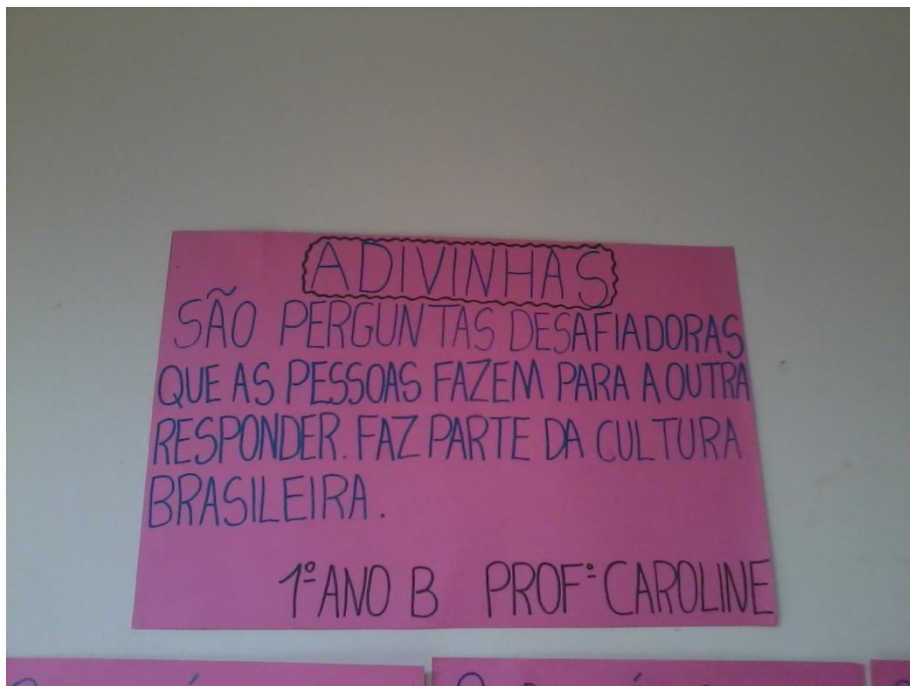 ADIVINHAS
SÃO PERGUNTAS DESAFIADORAS
QUE AS PESSOAS FAZEM PARA A OUTRA
RESPONDER. FAZ PARTE DA CULTURA
BRASILEIRA.
1º ANO B PROFª CAROLINE